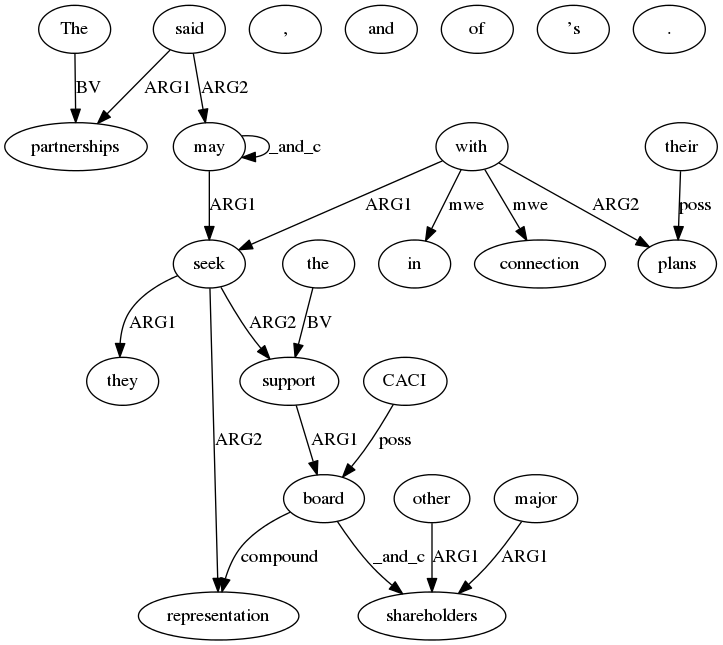 The said , and of ’s .
BV ARG1 ARG2
partnerships may _and_c with their
ARG1 ARG1 mwe mwe ARG2 poss
seek the in connection plans
ARG1 ARG2 BV
they support CACI
ARG2 ARG1 poss
board other major
compound _and_c ARG1 ARG1
representation shareholders